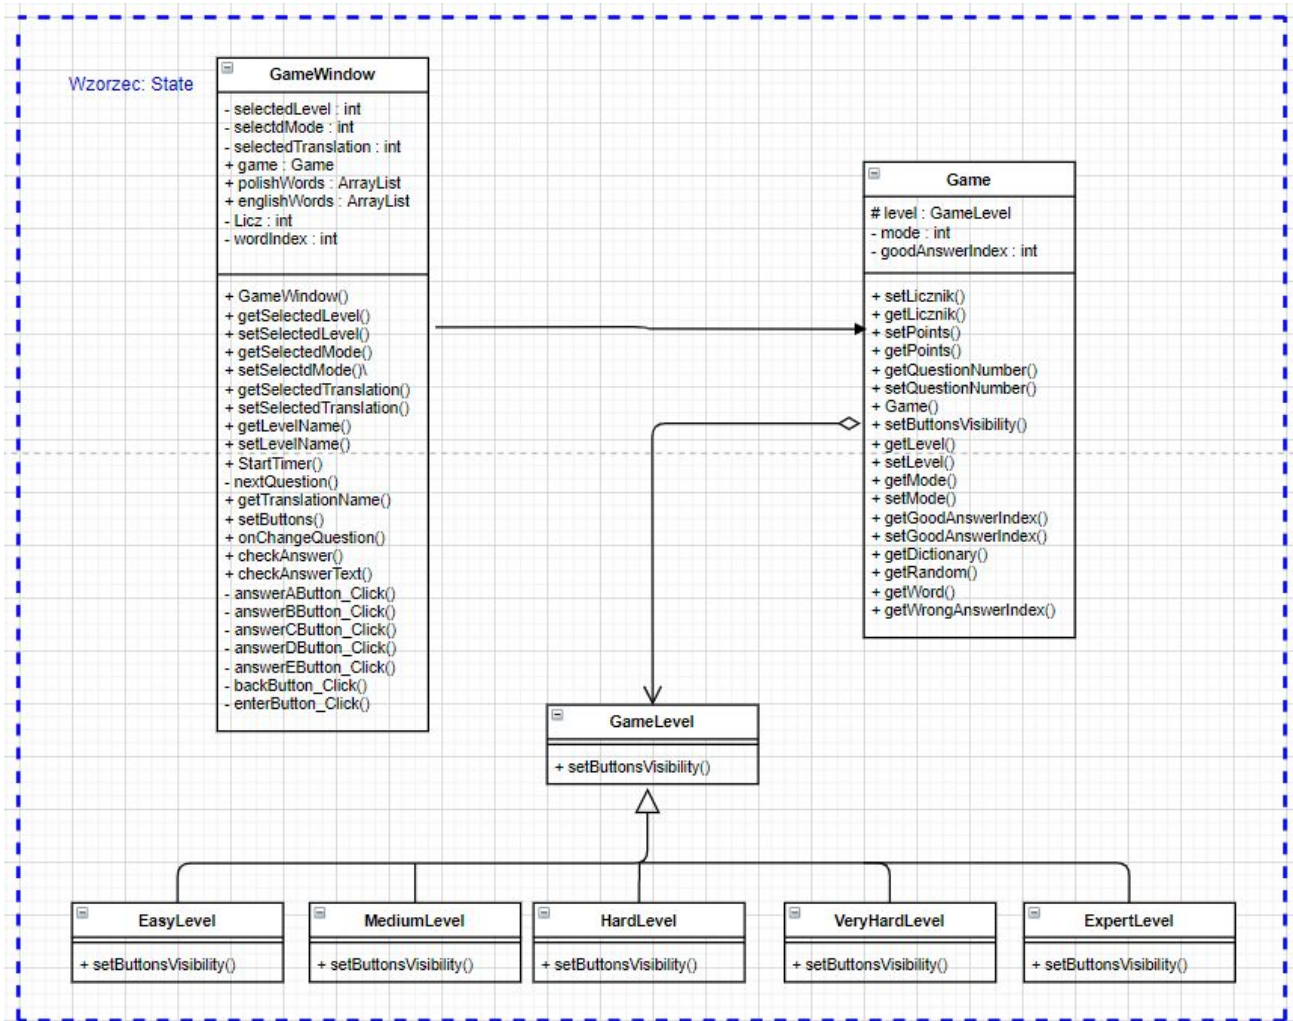 Wzorzec: State
GameWindow
- selectedLevel : int
- selectdMode : int
- selectedTranslation : int
+ game : Game
+ polishWords : ArrayList
+ englishWords : ArrayList
- Licz : int
- wordIndex : int
+ GameWindow()
+ getSelectedLevel()
+ setSelectedLevel()
+ getSelectedMode()
+ setSelectdMode()\
+ getSelectedTranslation()
+ setSelectedTranslation()
+ getLevelName()
+ setLevelName()
+ StartTimer()
- nextQuestion()
+ getTranslationName()
+ setButtons()
+ onChangeQuestion()
+ checkAnswer()
+ checkAnswerText()
- answerAButton_Click()
- answerBButton_Click()
- answerCButton_Click()
- answerDButton_Click()
- answerEButton_Click()
- backButton_Click()
- enterButton_Click()
Game
# level : GameLevel
- mode : int
- goodAnswerIndex : int
+ setLicznik()
+ getLicznik()
+ setPoints()
+ getPoints()
+ getQuestionNumber()
+ setQuestionNumber()
+ Game()
+ setButtonsVisibility()
+ getLevel()
+ setLevel()
+ getMode()
+ setMode()
+ getGoodAnswerIndex()
+ setGoodAnswerIndex()
+ getDictionary()
+ getRandom()
+ getWord()
+ getWrongAnswerIndex()
GameLevel
+ setButtonsVisibility()
EasyLevel
+ setButtonsVisibility()
MediumLevel
+ setButtonsVisibility()
HardLevel
+ setButtonsVisibility()
VeryHardLevel
+ setButtonsVisibility()
ExpertLevel
+ setButtonsVisibility()